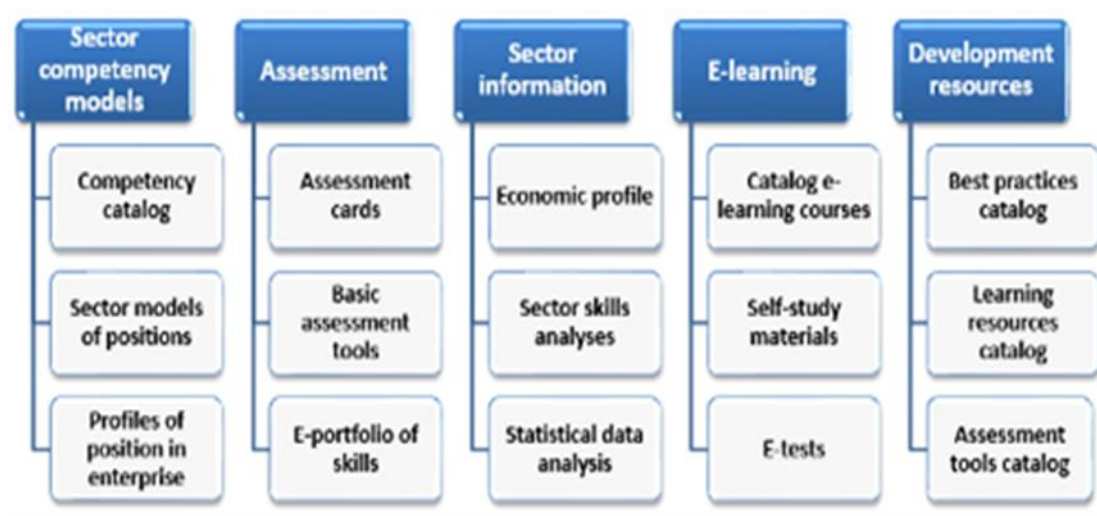 Sector
competency
models
Competency
catalog
Sector models
of positions
Profiles of
position in
enterprise
Assessment
Assessment
cards
Basic
assessment
tools
E-portfolio of
skills
Sector
information
Economic profile
Sector skills
analyses
Statistical data
analysis
E-learning
Catalog e-
learning courses
Self-study
materials
E-tests
Development
resources
Best practices
catalog
Learning
resources
catalog
Assessment
tools catalog